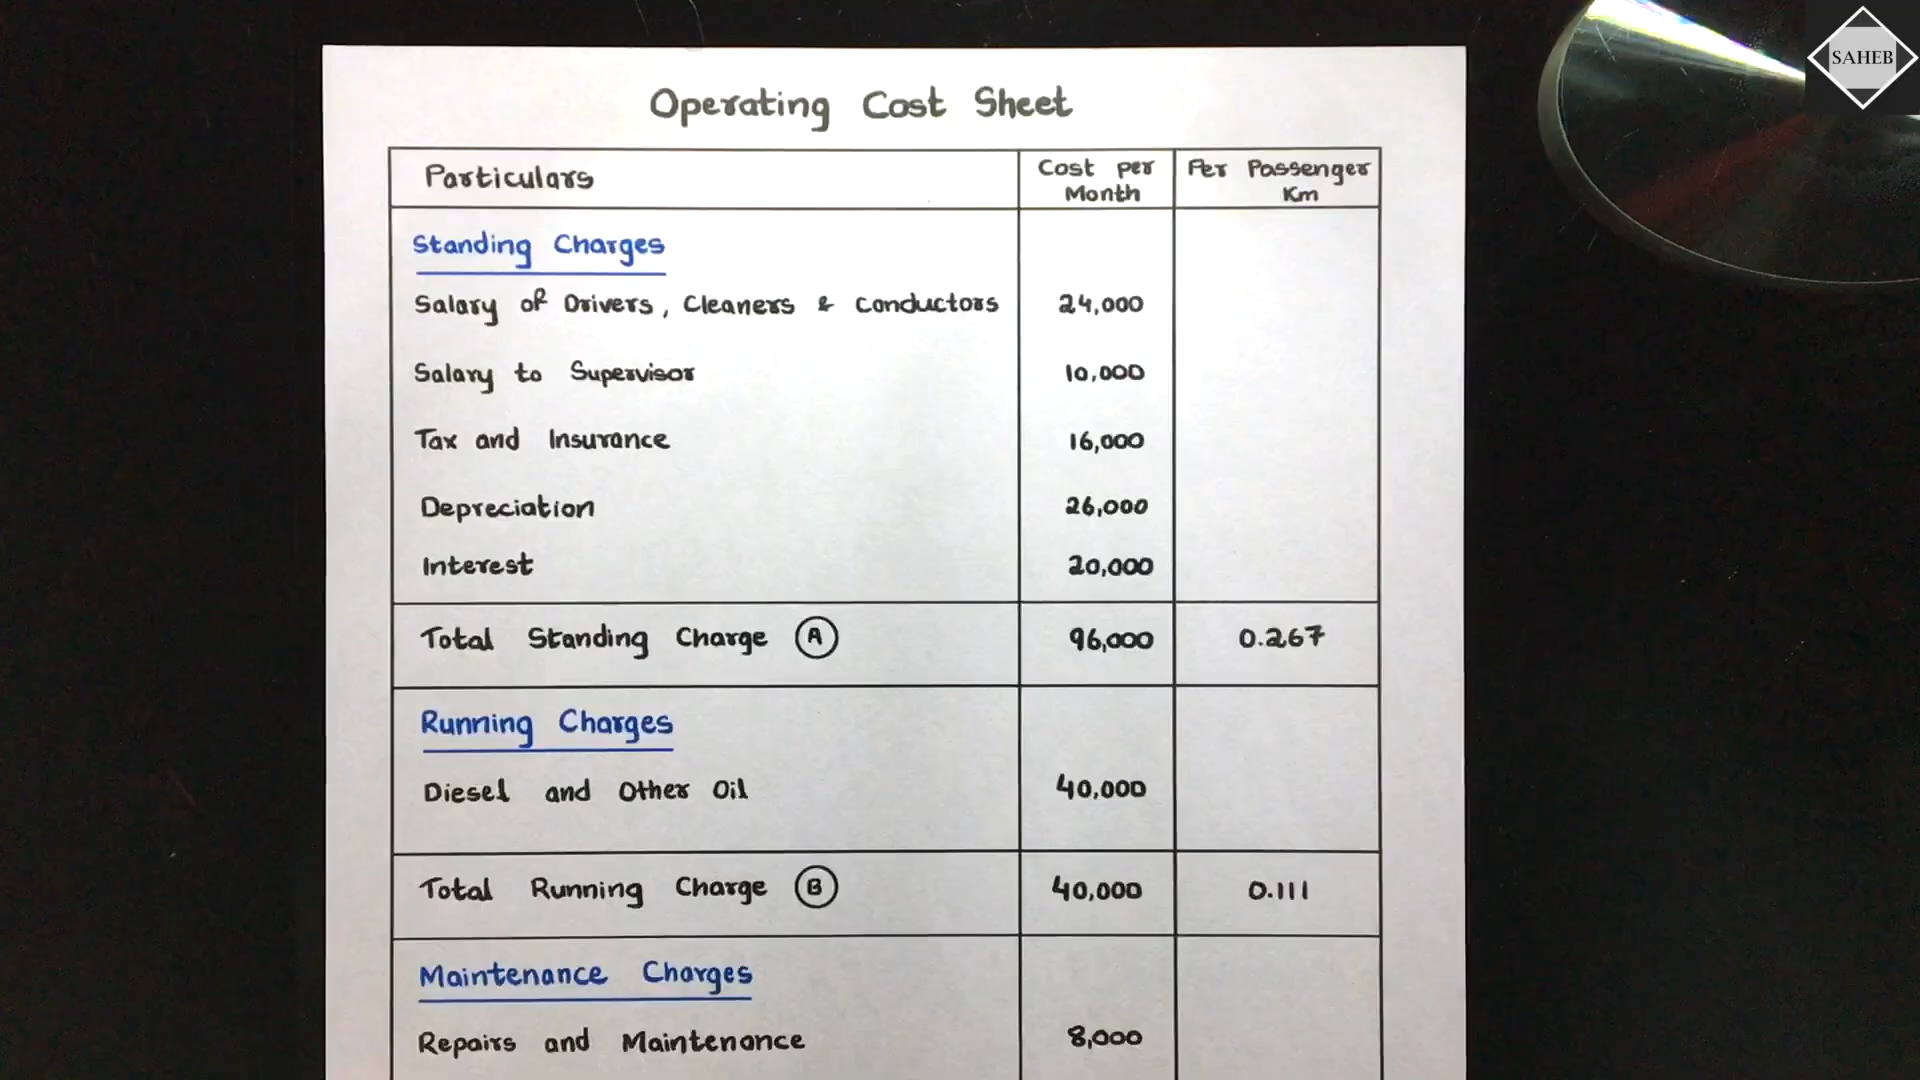 SAHEB
Operating Cost Sheet
Particulars Cost per Month Per Passenger Km
Standing Charges
Salary of Drivers, Cleaners & Conductors 24,000
Salary to Supervisor 10,000
Tax and Insurance 16,000
Depreciation 26,000
Interest 20,000
Total Standing Charge A 96,000 0.267
Running Charges
Diesel and Other Oil 40,000
Total Running Charge B 40,000 0.111
Maintenance Charges
Repairs and Maintenance 8,000